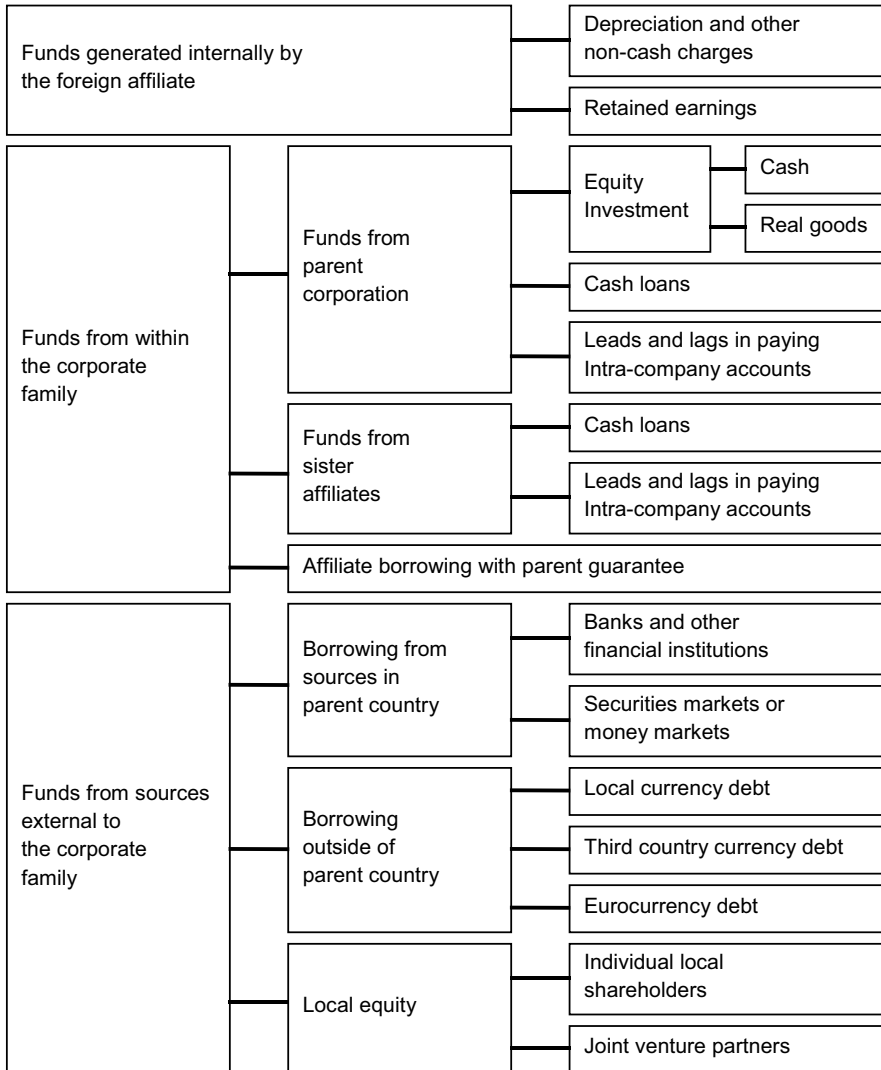 Funds generated internally by
the foreign affiliate
Depreciation and other
non-cash charges
Retained earnings
Funds from within
the corporate
family
Funds from
parent
corporation
Equity
Investment
Cash
Real goods
Cash loans
Leads and lags in paying
Intra-company accounts
Funds from
sister
affiliates
Cash loans
Leads and lags in paying
Intra-company accounts
Affiliate borrowing with parent guarantee
Funds from sources
external to
the corporate
family
Borrowing from
sources in
parent country
Banks and other
financial institutions
Securities markets or
money markets
Borrowing
outside of
parent country
Local currency debt
Third country currency debt
Eurocurrency debt
Local equity
Individual local
shareholders
Joint venture partners